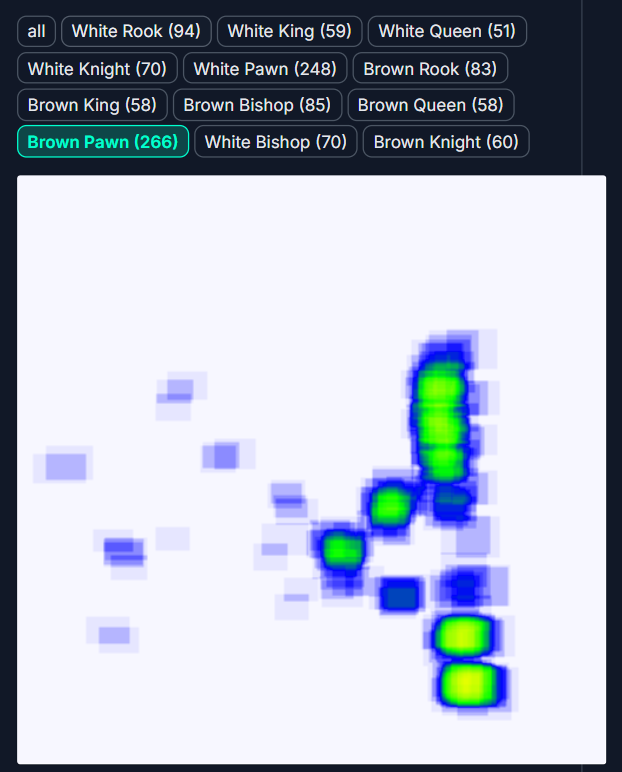 all White Rook (94) White King (59) White Queen (51)
White Knight (70) White Pawn (248) Brown Rook (83)
Brown King (58) Brown Bishop (85) Brown Queen (58)
Brown Pawn (266) White Bishop (70) Brown Knight (60)